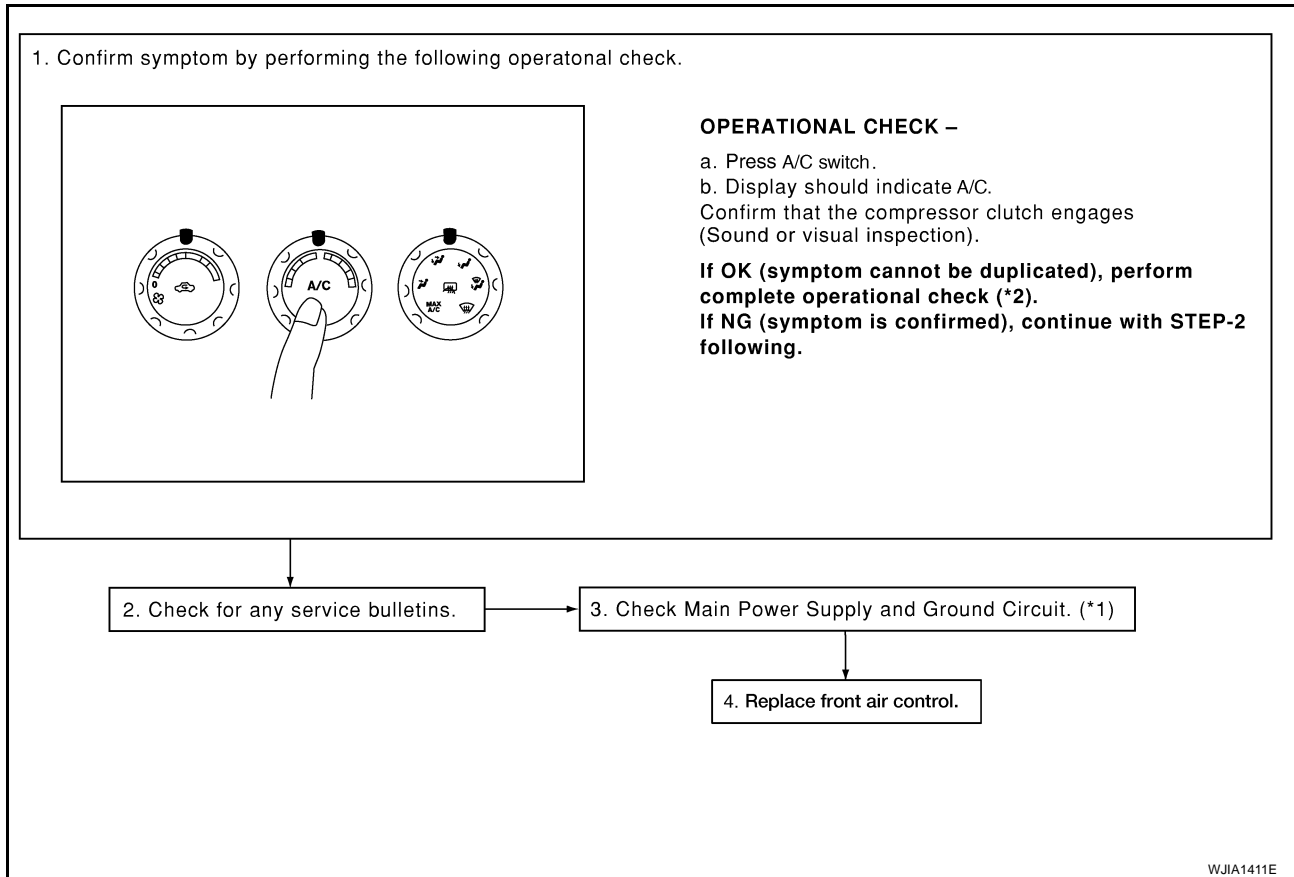 1. Confirm symptom by performing the following operatonal check.
OPERATIONAL CHECK –
a. Press A/C switch.
b. Display should indicate A/C.
Confirm that the compressor clutch engages
(Sound or visual inspection).
If OK (symptom cannot be duplicated), perform
complete operational check (*2).
If NG (symptom is confirmed), continue with STEP-2
following.
0
A/C
MAX
A/C
2. Check for any service bulletins.
3. Check Main Power Supply and Ground Circuit. (*1)
4. Replace front air control.
WJIA1411E